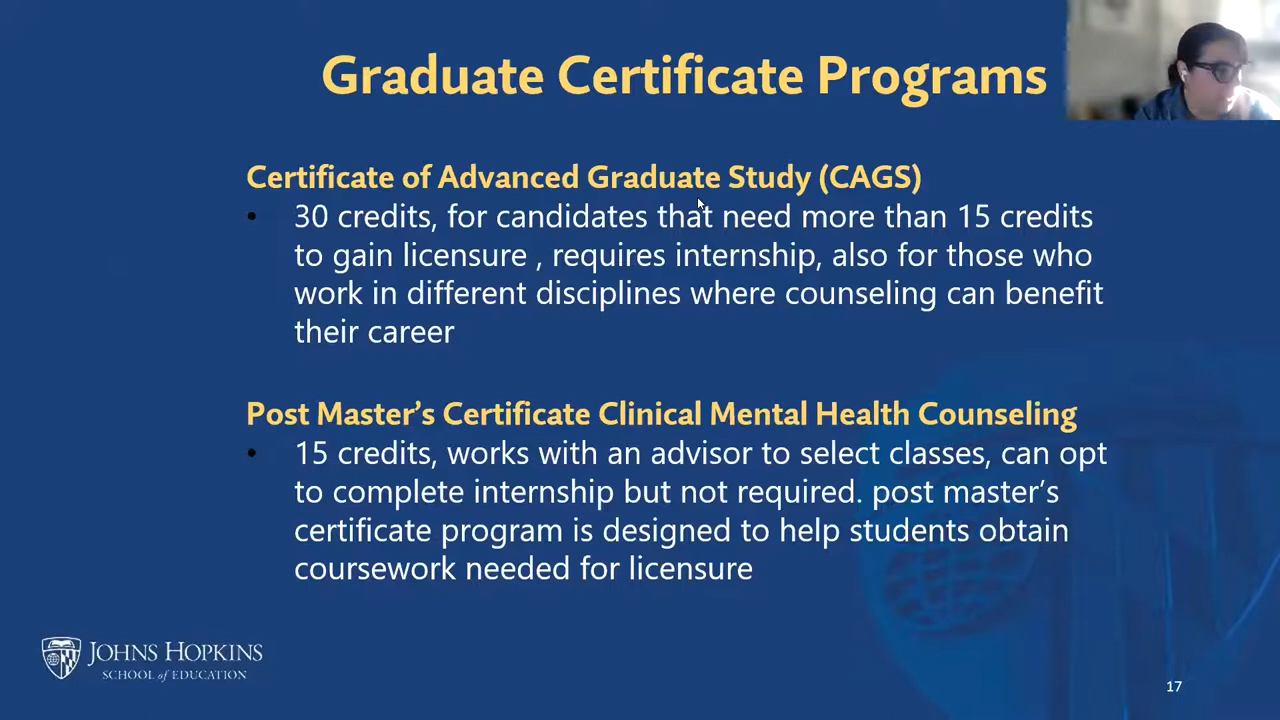 Graduate Certificate Programs
Certificate of Advanced Graduate Study (CAGS)
• 30 credits, for candidates that need more than 15 credits
to gain licensure , requires internship, also for those who
work in different disciplines where counseling can benefit
their career
Post Master’s Certificate Clinical Mental Health Counseling
• 15 credits, works with an advisor to select classes, can opt
to complete internship but not required. post master’s
certificate program is designed to help students obtain
coursework needed for licensure
JOHNS HOPKINS
SCHOOL of EDUCATION
17